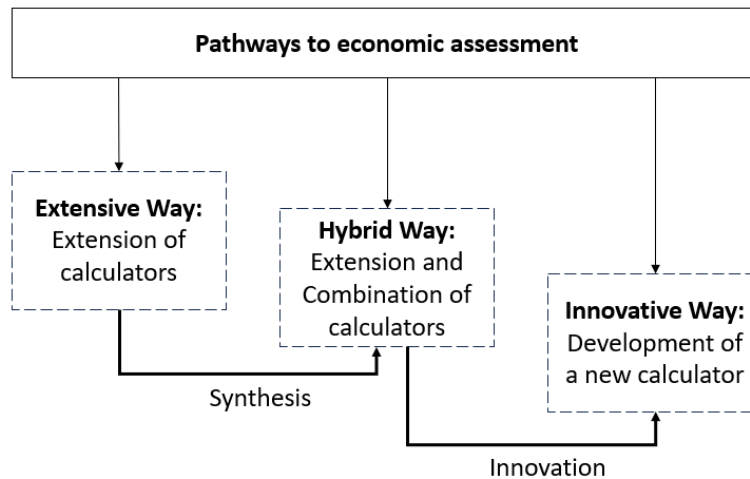 Pathways to economic assessment
Extensive Way:
Extension of
calculators
Hybrid Way:
Extension and
Combination of
calculators
Innovative Way:
Development of
a new calculator
Synthesis
Innovation